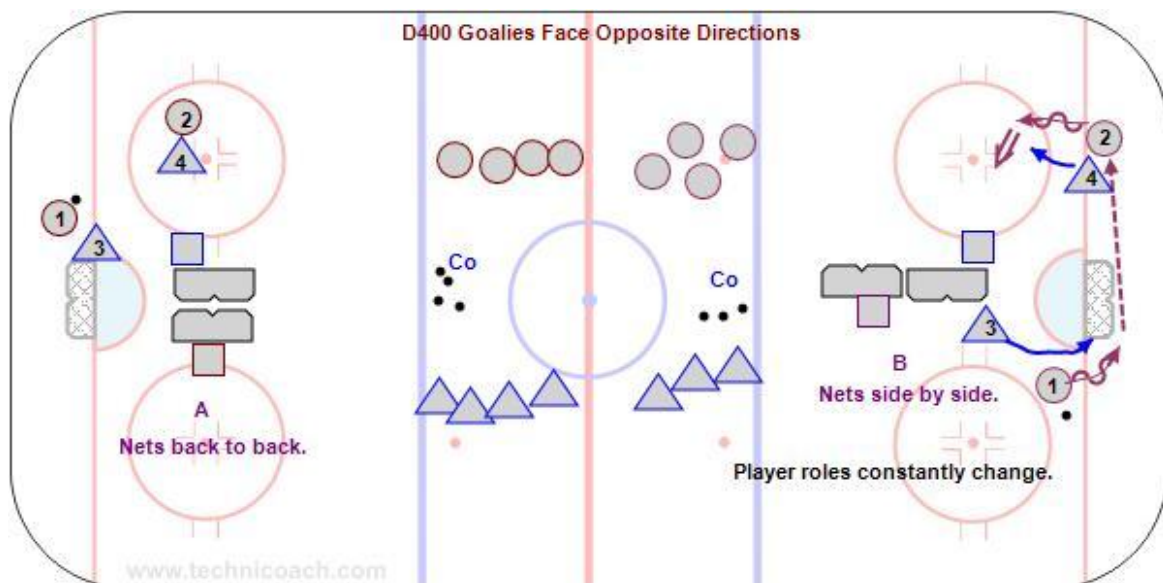 D400 Goalies Face Opposite Directions
2
4
1
3
Co
Co
2
4
3
1
A
Nets back to back.
B
Nets side by side.
Player roles constantly change.
www.technicoach.com